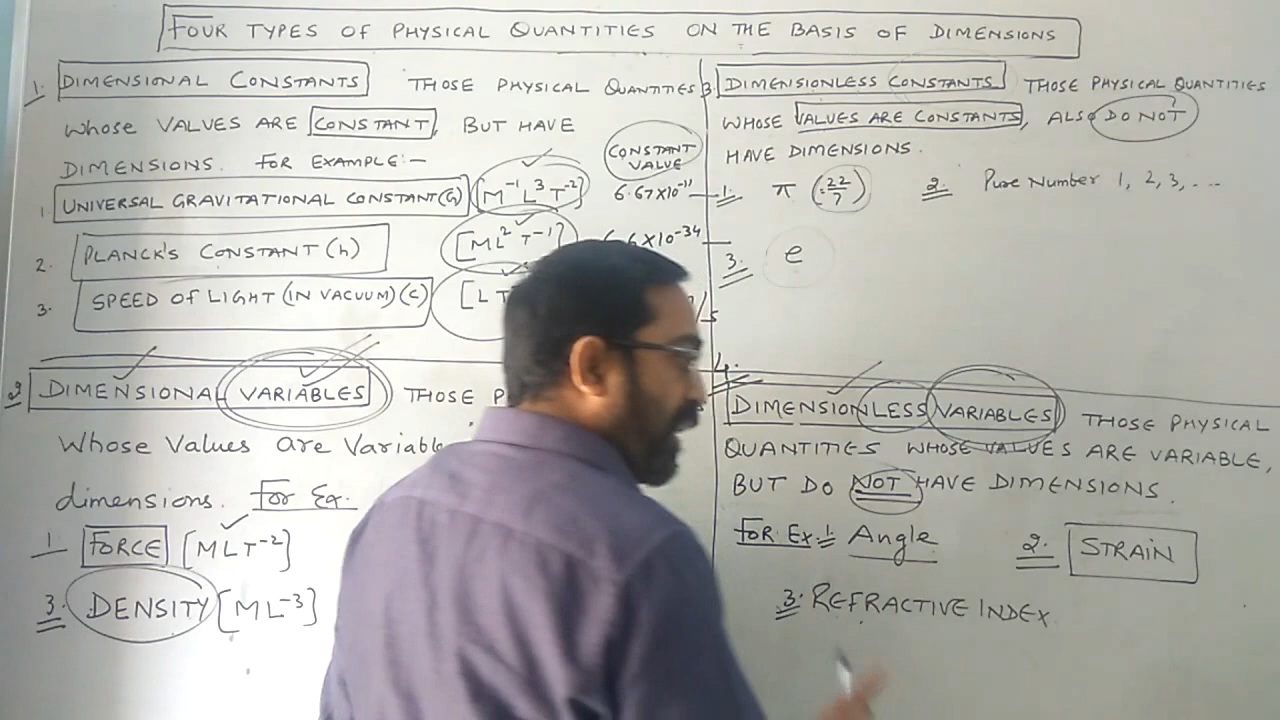 FOUR TYPES OF PHYSICAL QUANTITIES ON THE BASIS OF DIMENSIONS
1. DIMENSIONAL CONSTANTS THOSE PHYSICAL QUANTITIES
WHOSE VALUES ARE CONSTANT, BUT HAVE
DIMENSIONS. FOR EXAMPLE:-
CONSTANT VALUE
1. UNIVERSAL GRAVITATIONAL CONSTANT(G) [M⁻¹L³T⁻²] 6.67X10⁻¹¹
2. PLANCK'S CONSTANT (h) [ML²T⁻¹] 6.6X10⁻³⁴
3. SPEED OF LIGHT (IN VACUUM) (C) [L T
2 DIMENSIONAL VARIABLES THOSE P
Whose Values are Variable
dimensions. For Ex.
1 FORCE [MLT⁻²]
3. DENSITY [ML⁻³]
3. DIMENSIONLESS CONSTANTS THOSE PHYSICAL QUANTITIES
WHOSE VALUES ARE CONSTANTS, ALSO DO NOT
HAVE DIMENSIONS.
1. π (22/7) 2. Pure Number 1, 2, 3, ...
3. e
4. DIMENSIONLESS VARIABLES THOSE PHYSICAL
QUANTITIES WHOSE VALUES ARE VARIABLE,
BUT DO NOT HAVE DIMENSIONS.
FOR EX. 1. Angle 2. STRAIN
3. REFRACTIVE INDEX